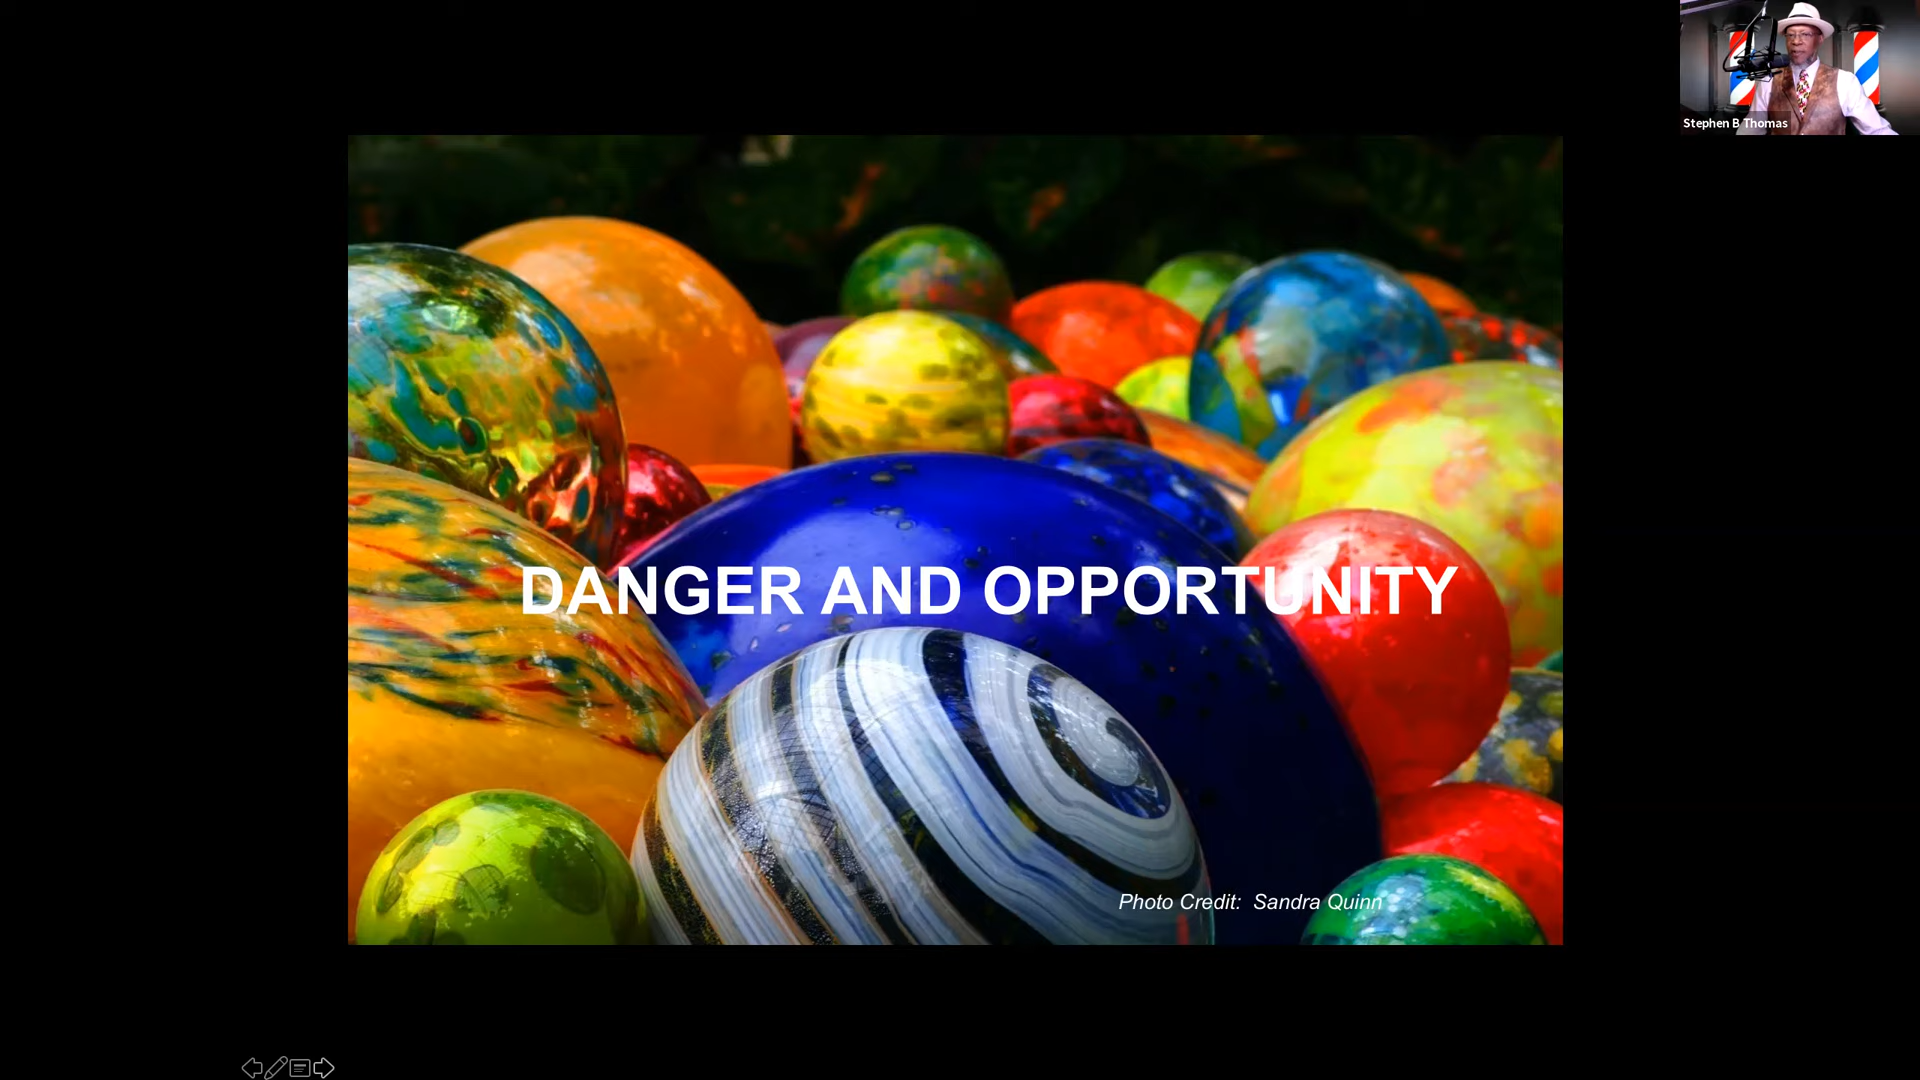 Stephen B Thomas
DANGER AND OPPORTUNITY
Photo Credit: Sandra Quinn